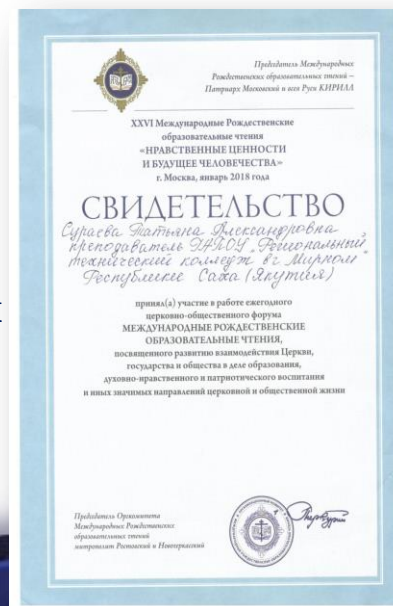 Председатель Международных
Рождественских образовательных чтений –
Патриарх Московский и всея Руси КИРИЛЛ
XXVI Международные Рождественские
образовательные чтения
«НРАВСТВЕННЫЕ ЦЕННОСТИ
И БУДУЩЕЕ ЧЕЛОВЕЧЕСТВА»
г. Москва, январь 2018 года
СВИДЕТЕЛЬСТВО
Сураева Татьяна Александровна
преподаватель ГАПОУ „Региональный
технический колледж в г. Мирном"
Республике Саха (Якутия)
принял(а) участие в работе ежегодного
церковно-общественного форума
МЕЖДУНАРОДНЫЕ РОЖДЕСТВЕНСКИЕ
ОБРАЗОВАТЕЛЬНЫЕ ЧТЕНИЯ,
посвященного развитию взаимодействия Церкви,
государства и общества в деле образования,
духовно-нравственного и патриотического воспитания
и иных значимых направлений церковной и общественной жизни
Председатель Оргкомитета
Международных Рождественских
образовательных чтений
митрополит Ростовский и Новочеркасский